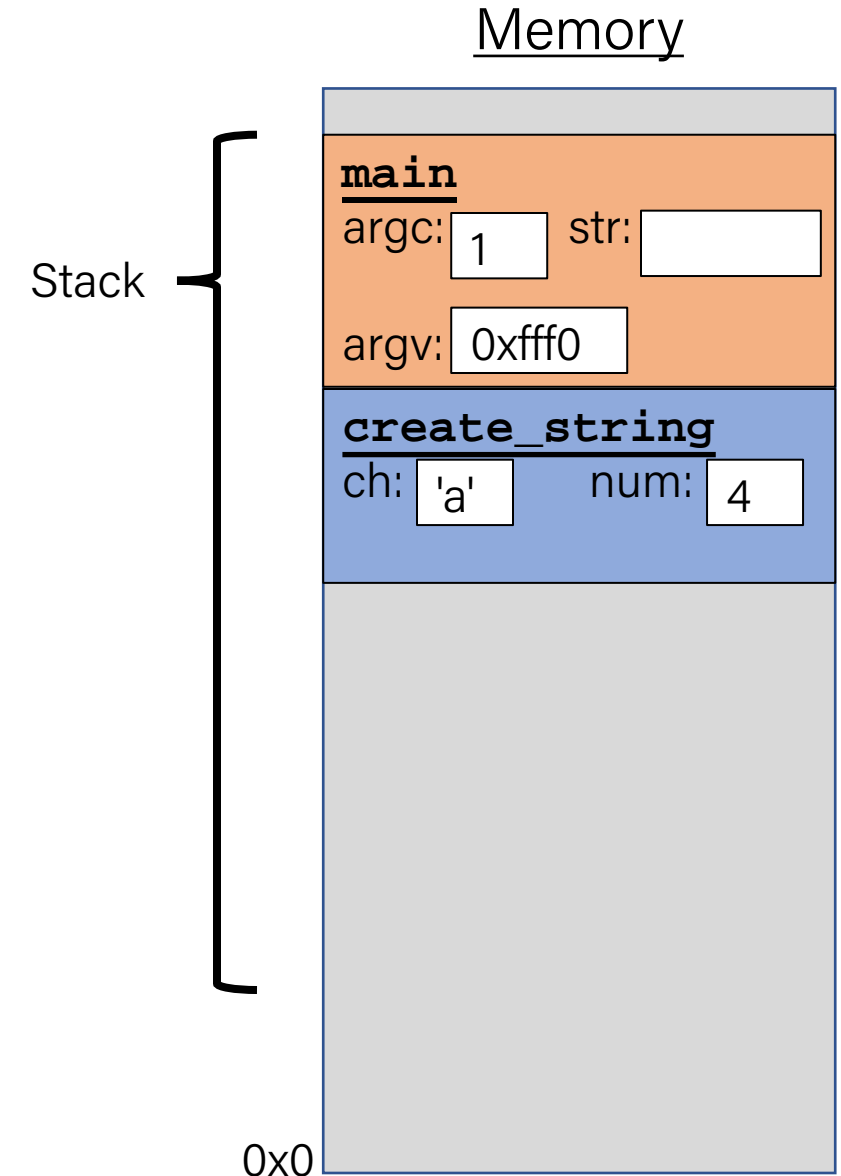 Memory
main
argc: 1 str:
Stack
argv: 0xfff0
create_string
ch: 'a' num: 4
0x0